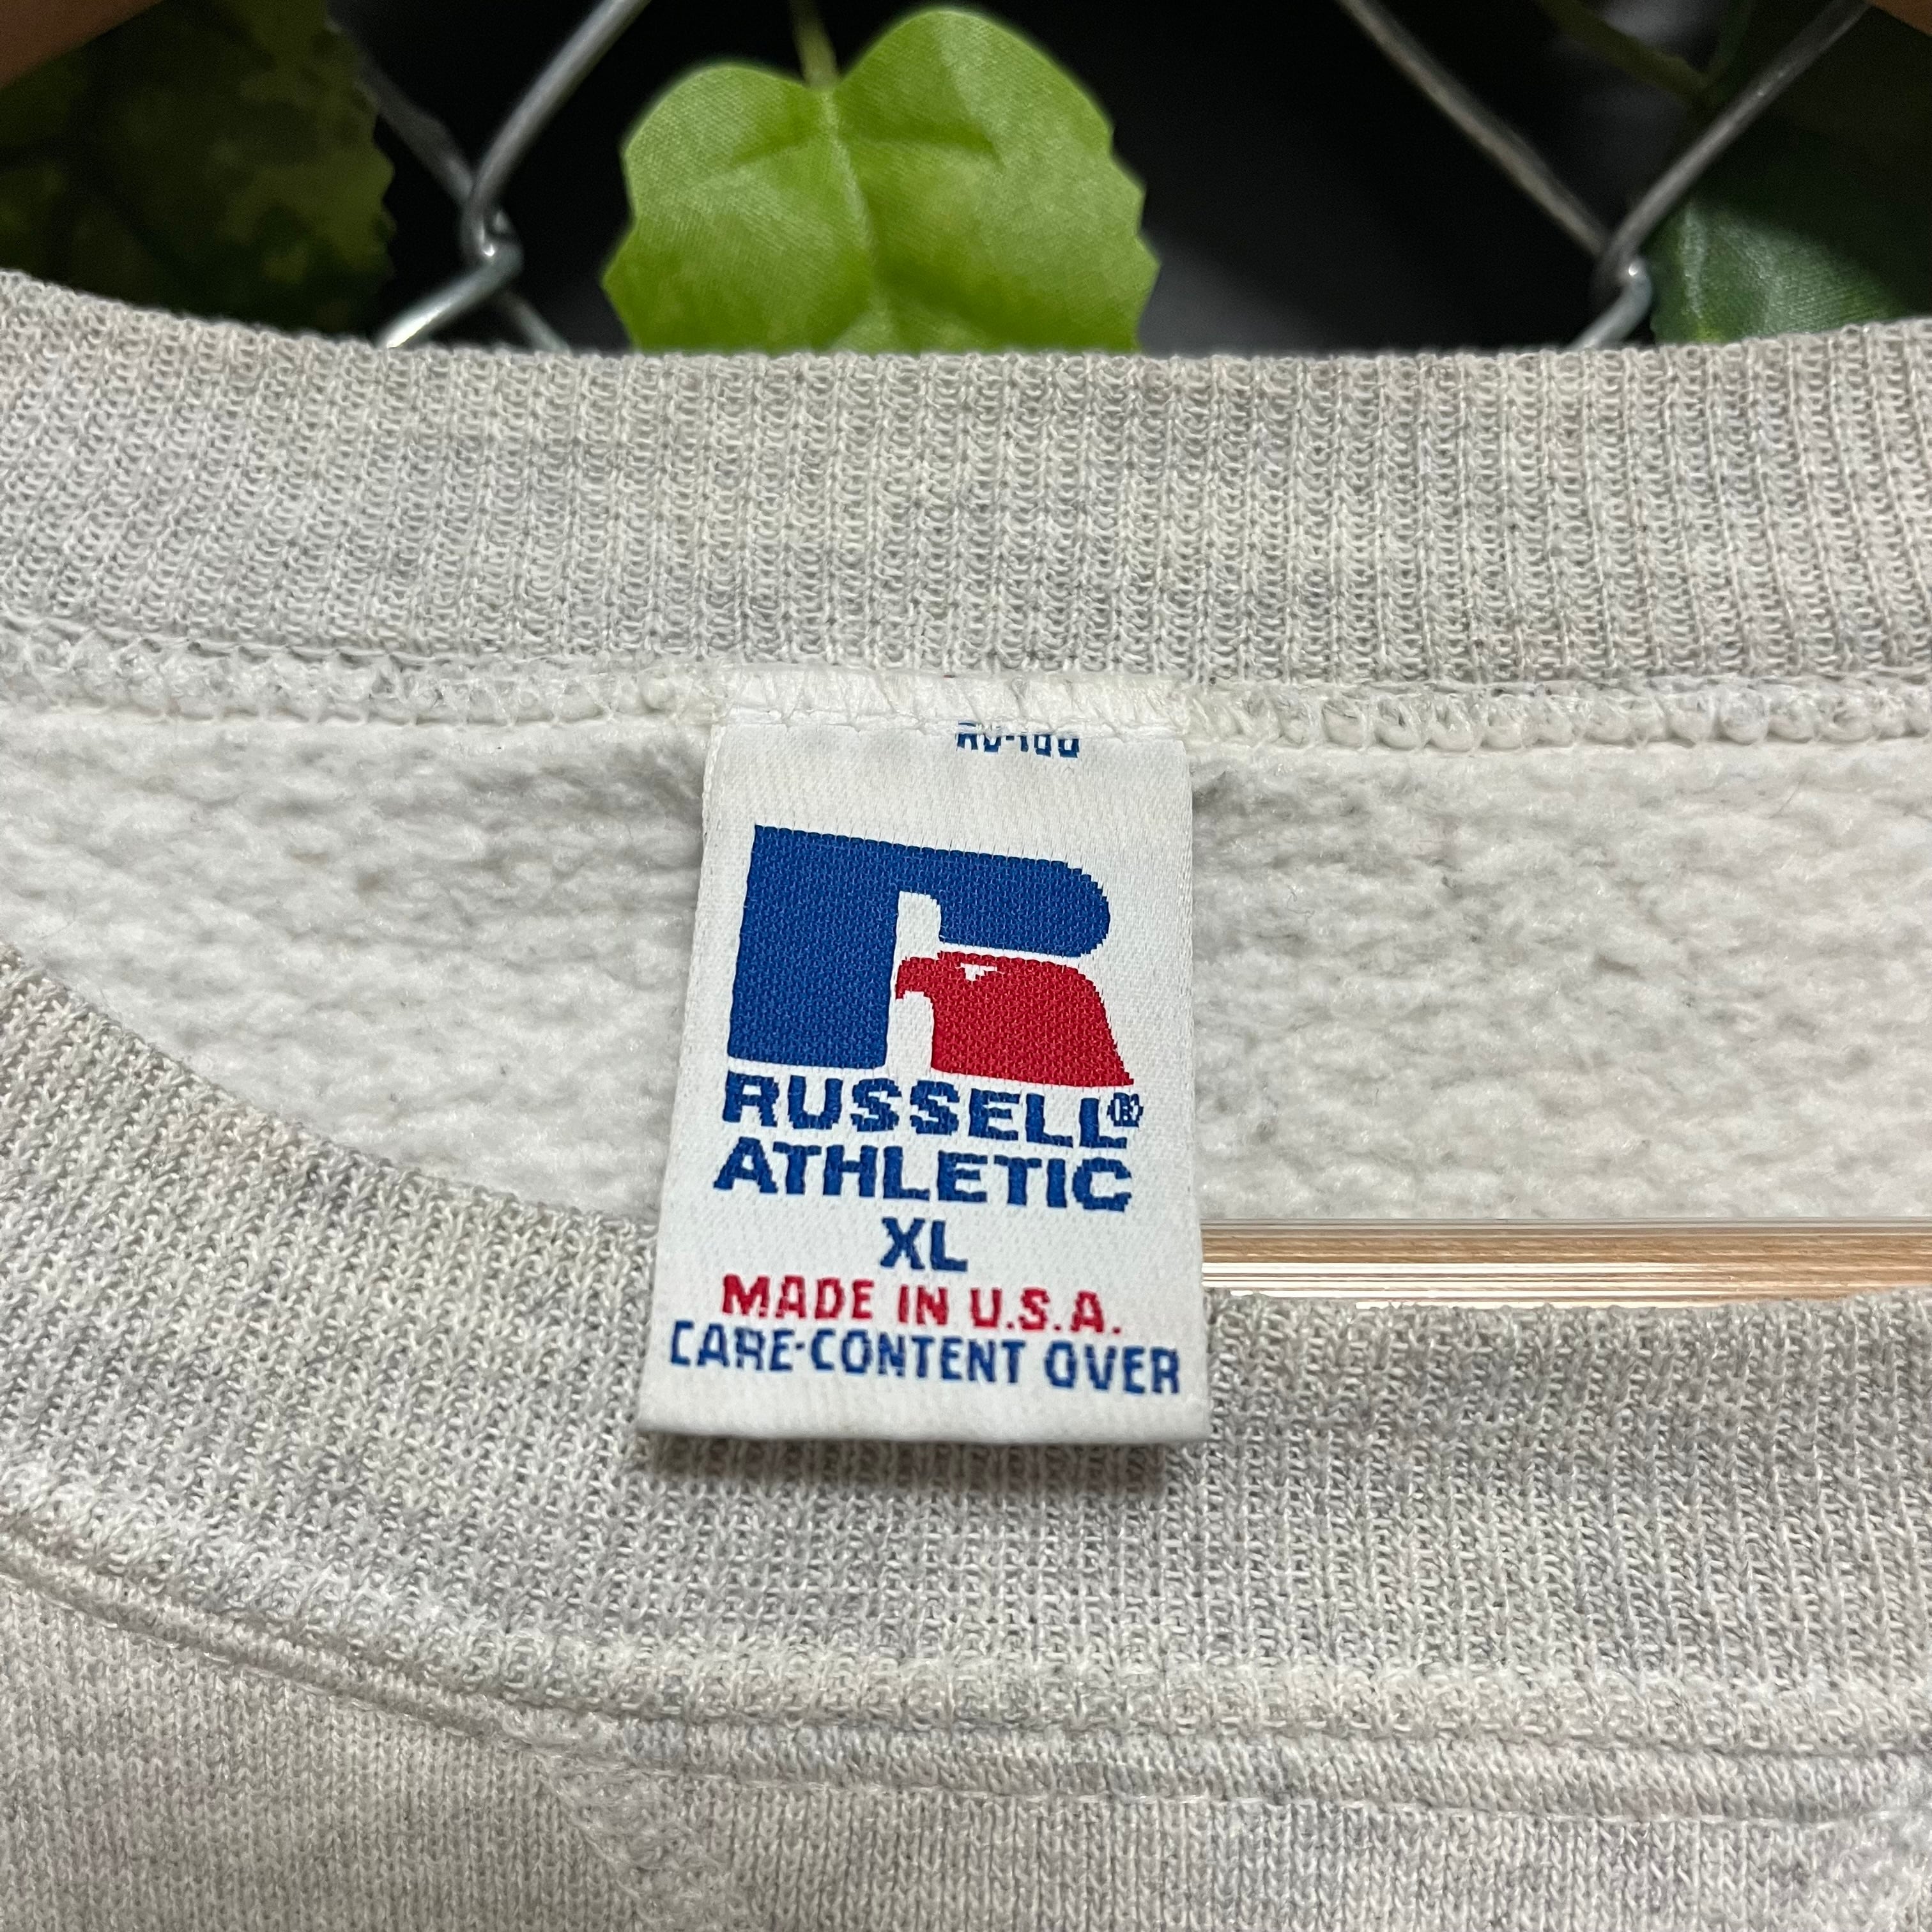 RUSSELL®
ATHLETIC
XL
MADE IN U.S.A.
CARE-CONTENT OVER